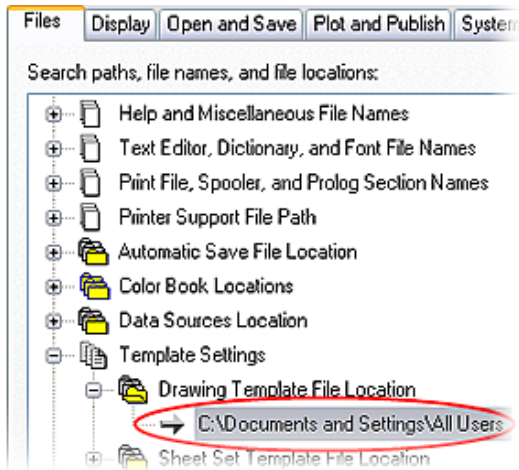 Files Display Open and Save Plot and Publish System
Search paths, file names, and file locations:
Help and Miscellaneous File Names
Text Editor, Dictionary, and Font File Names
Print File, Spooler, and Prolog Section Names
Printer Support File Path
Automatic Save File Location
Color Book Locations
Data Sources Location
Template Settings
Drawing Template File Location
C:\Documents and Settings\All Users
Sheet Set Template File Location